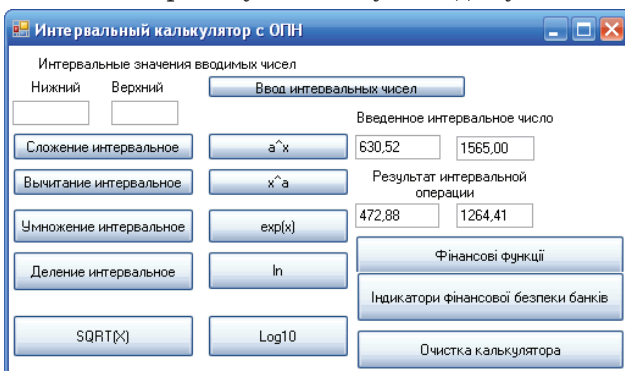 Интервальный калькулятор с ОПН
Интервальные значения вводимых чисел
Нижний Верхний Ввод интервальных чисел
Введенное интервальное число
Сложение интервальное a^x 630,52 1565,00
Вычитание интервальное x^a Результат интервальной
операции
Умножение интервальное exp(x) 472,88 1264,41
Деление интервальное ln Фінансові функції
Індикатори фінансової безпеки банків
SQRT(X) Log10 Очистка калькулятора